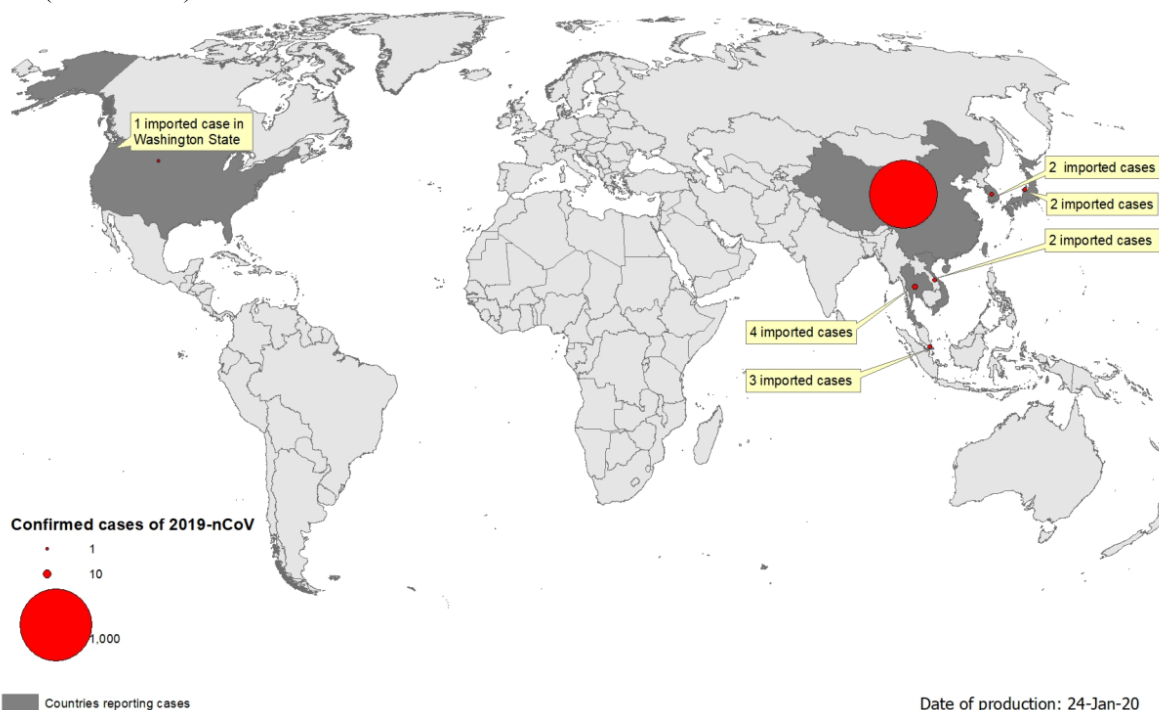 1 imported case in
Washington State
2 imported cases
2 imported cases
2 imported cases
4 imported cases
3 imported cases
Confirmed cases of 2019-nCoV
1
10
1,000
Countries reporting cases
Date of production: 24-Jan-20